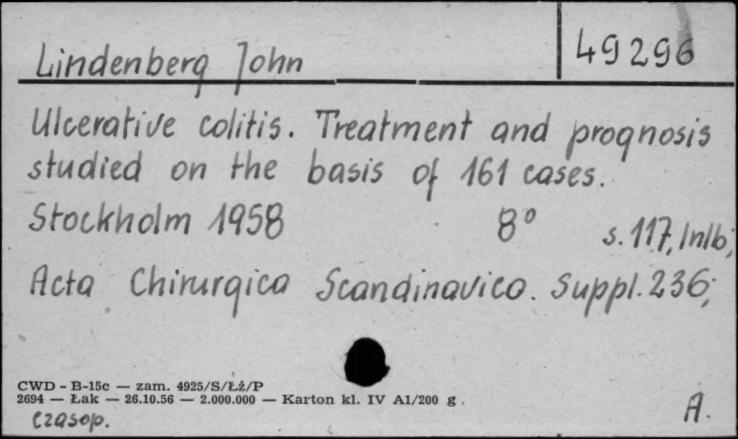 Lindenberg John
49296
Ulcerative colitis. Treatment and prognosis
studied on the basis of 161 cases.
Stockholm 1958 8° s. 117, lnlb;
Acta Chirurgica Scandinavica. Suppl. 236;
CWD - B-15c — zam. 4925/S/Łź/P
2694 — Łak — 26.10.56 — 2.000.000 — Karton kl. IV A1/200 g.
czasop.
A.